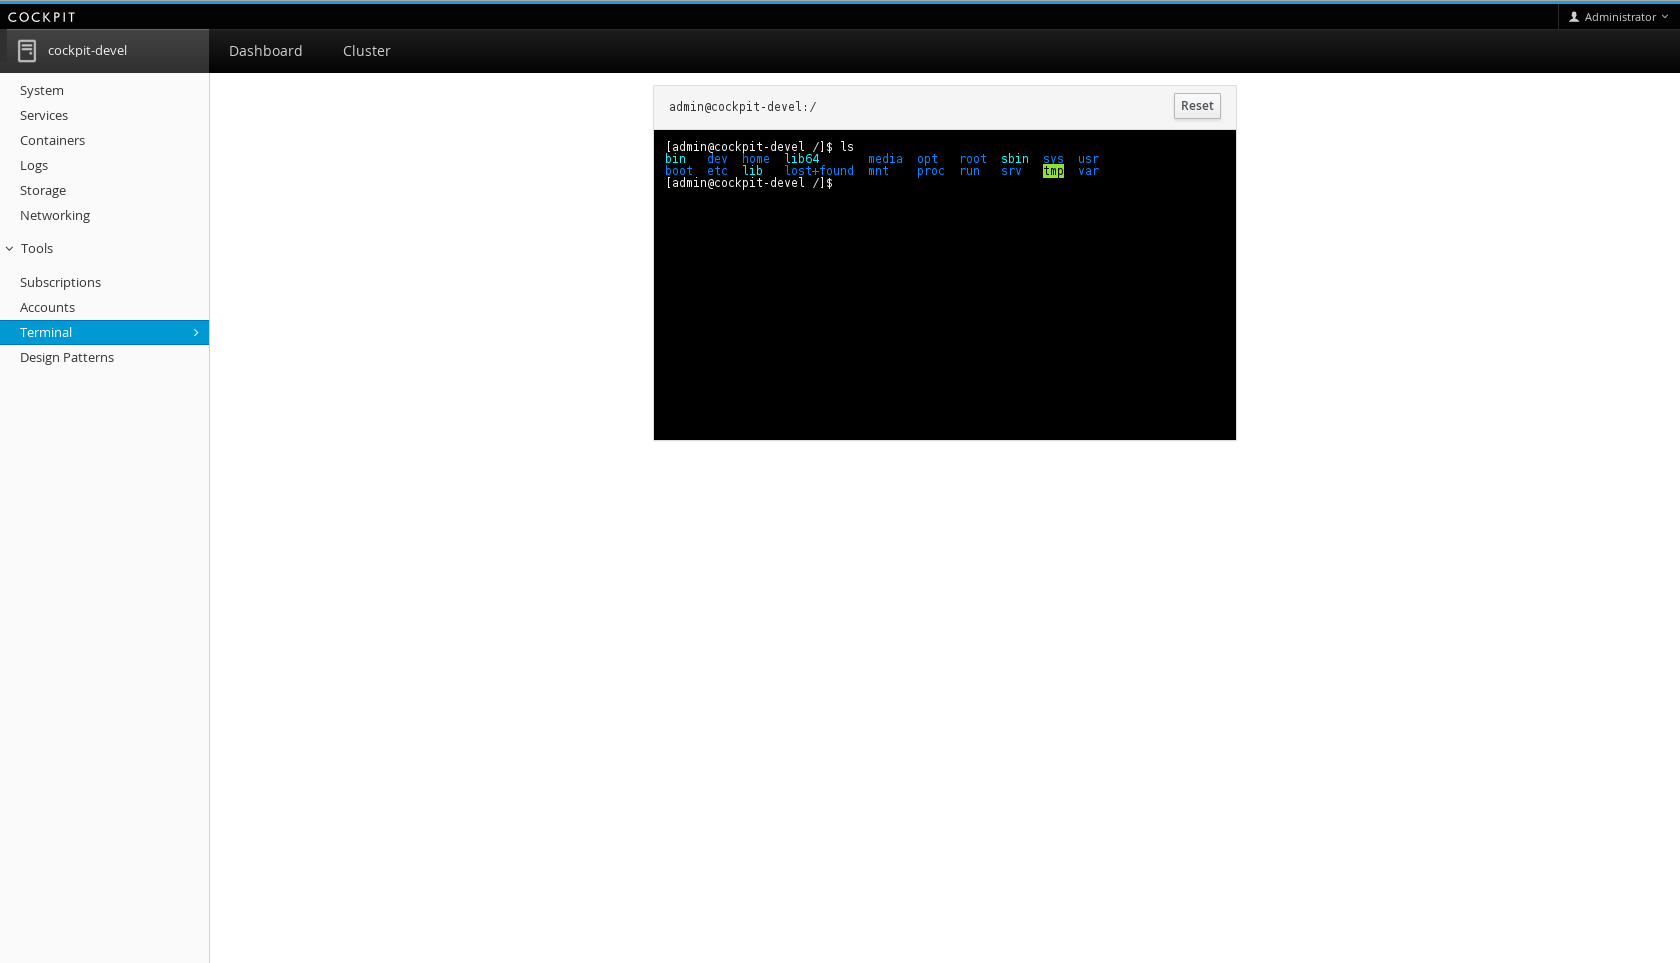 COCKPIT
Administrator
cockpit-devel
Dashboard
Cluster
System
Services
Containers
Logs
Storage
Networking
Tools
Subscriptions
Accounts
Terminal
Design Patterns
admin@cockpit-devel:/
Reset
[admin@cockpit-devel /]$ ls
bin dev home lib64 media opt root sbin sys usr
boot etc lib lost+found mnt proc run srv tmp var
[admin@cockpit-devel /]$